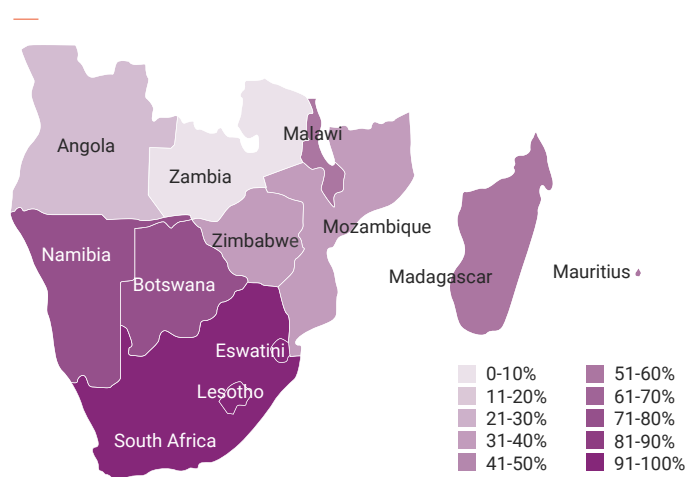 Angola
Malawi
Zambia
Mozambique
Zimbabwe
Namibia
Botswana
Madagascar
Mauritius
Eswatini
Lesotho
South Africa
0-10%
11-20%
21-30%
31-40%
41-50%
51-60%
61-70%
71-80%
81-90%
91-100%